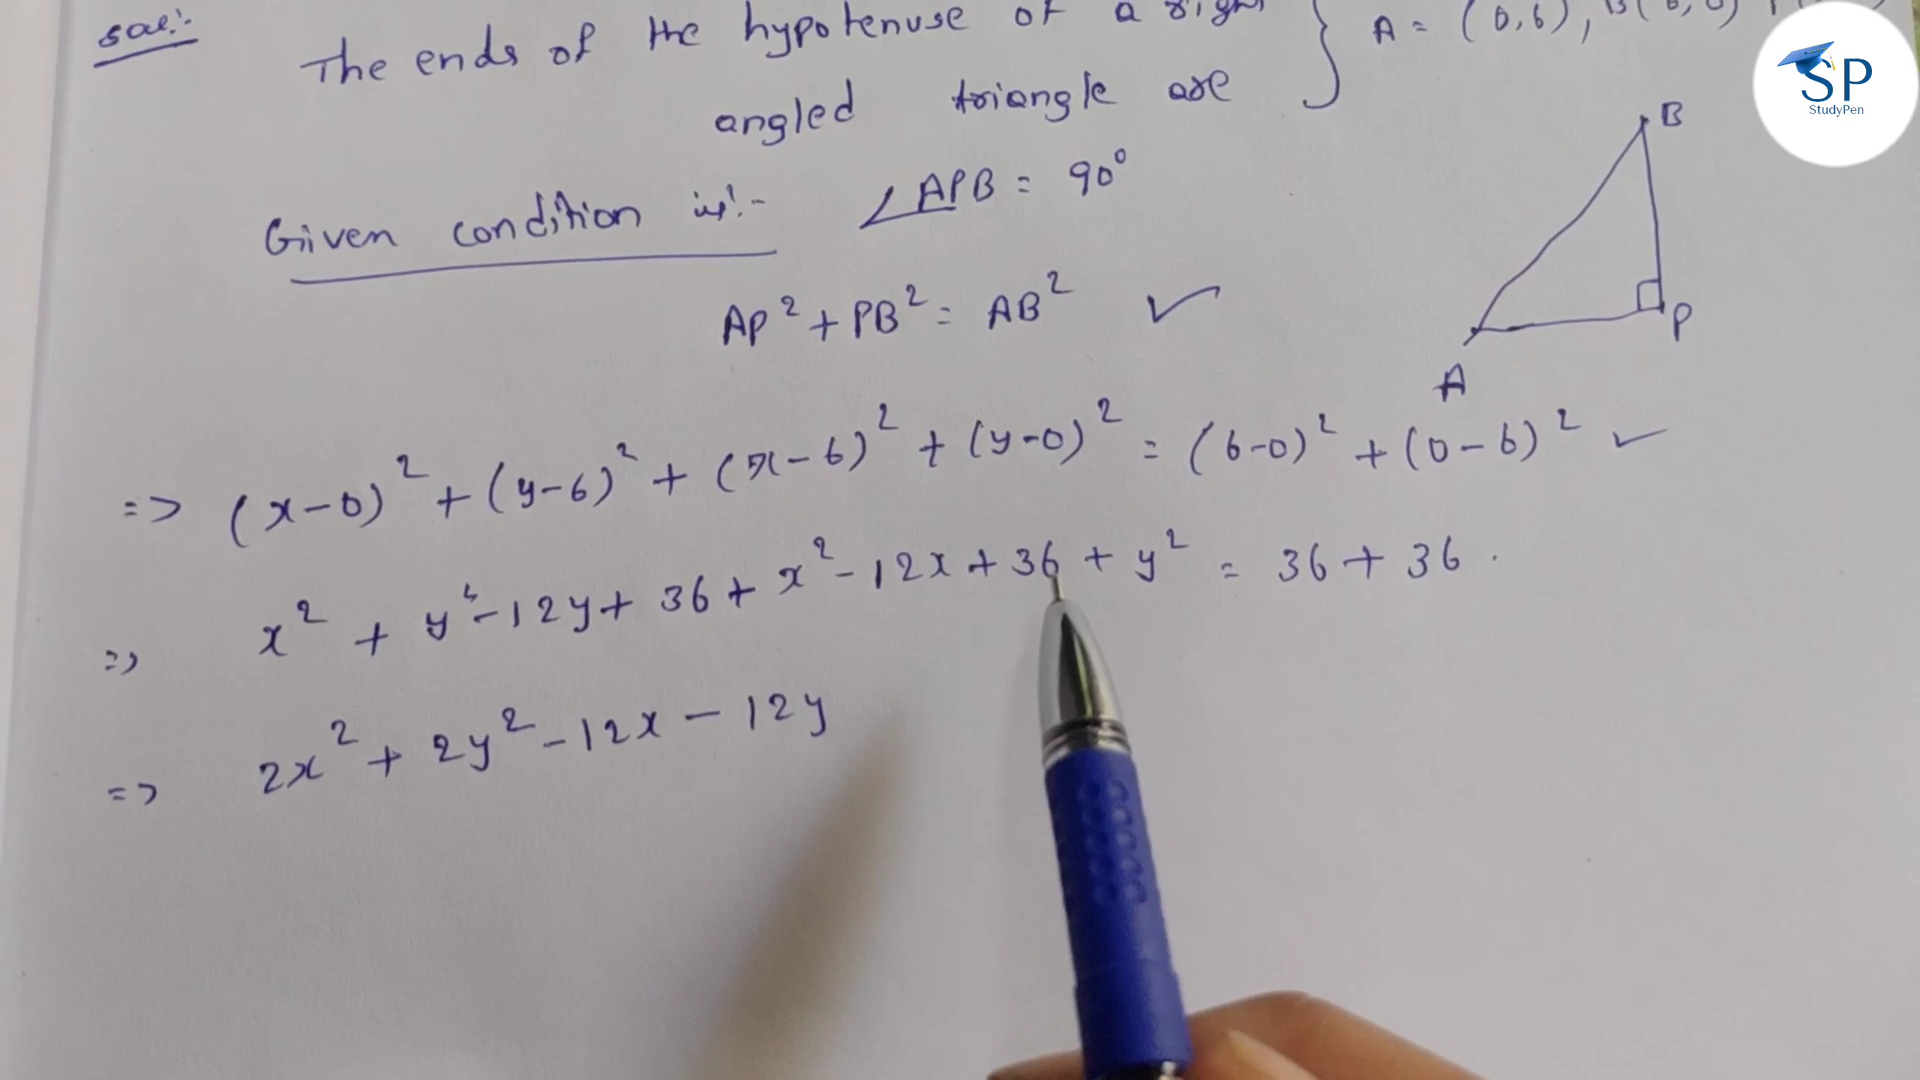 sol:-
The ends of the hypotenuse of a right
angled triangle are } A = (0,6), B(6,0)
Given condition is:- ∠APB = 90°
AP² + PB² = AB² ✓
=> (x-0)² + (y-6)² + (x-6)² + (y-0)² = (6-0)² + (0-6)² ✓
=> x² + y² - 12y + 36 + x² - 12x + 36 + y² = 36 + 36 .
=> 2x² + 2y² - 12x - 12y
B
P
A
SP
StudyPen